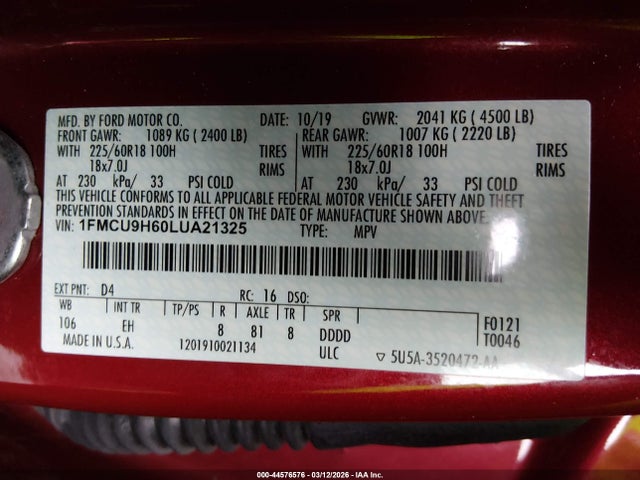 MFD. BY FORD MOTOR CO. DATE: 10/19 GVWR: 2041 KG ( 4500 LB)
FRONT GAWR: 1089 KG ( 2400 LB) REAR GAWR: 1007 KG ( 2220 LB)
WITH 225/60R18 100H TIRES WITH 225/60R18 100H TIRES
18x7.0J RIMS 18x7.0J RIMS
AT 230 kPa/ 33 PSI COLD AT 230 kPa/ 33 PSI COLD
THIS VEHICLE CONFORMS TO ALL APPLICABLE FEDERAL MOTOR VEHICLE SAFETY AND THEFT
PREVENTION STANDARDS IN EFFECT ON THE DATE OF MANUFACTURE SHOWN ABOVE.
VIN: 1FMCU9H60LUA21325 TYPE: MPV
EXT PNT: D4 RC: 16 DSO:
WB INT TR TP/PS R AXLE TR SPR
106 EH 8 81 8 DDDD F0121
MADE IN U.S.A. 1201910021134 ULC T0046
5U5A-3520472-AA
000-44576576 - 03/12/2026 - IAA Inc.